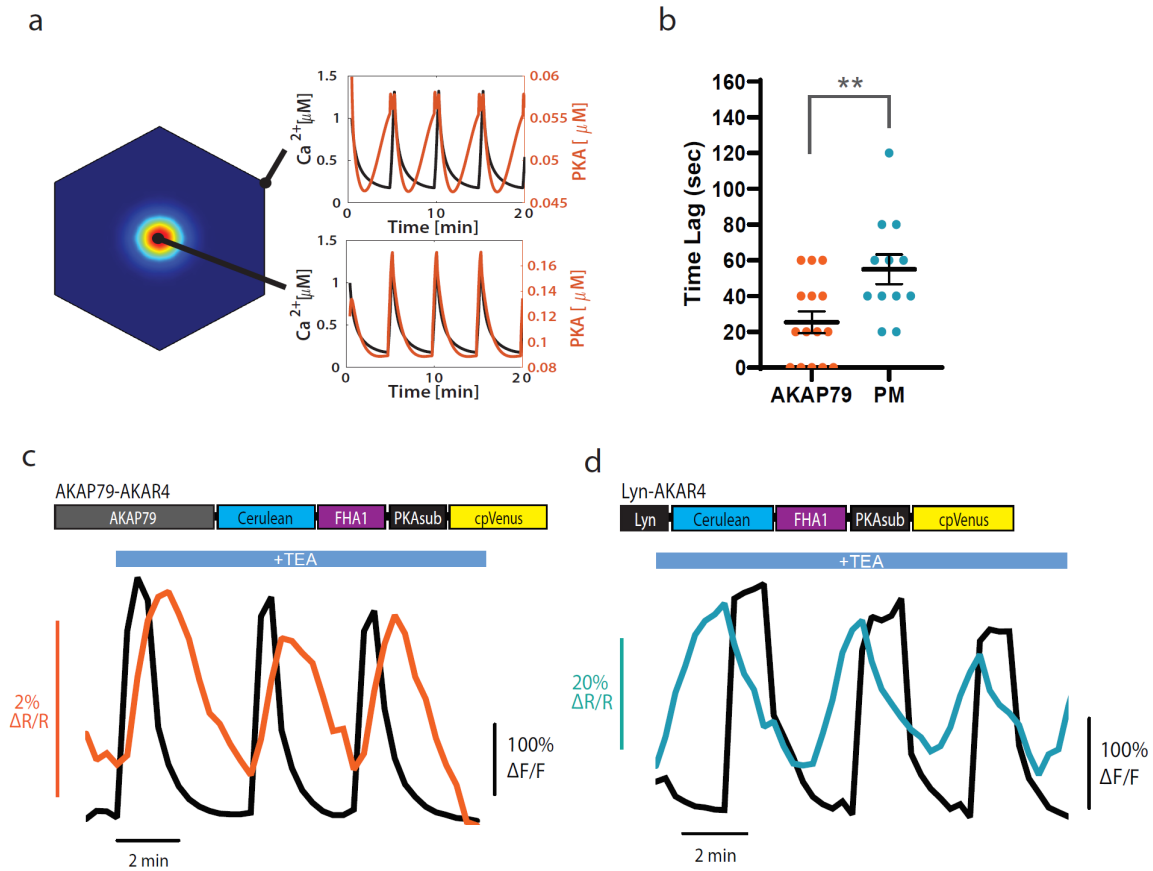 a
1.5
1
0.5
0
Ca 2+[μM]
0.06
0.055
0.05
0.045
PKA [ μM]
0
10
20
Time [min]
1.5
1
0.5
0
Ca 2+[μM]
0.16
0.14
0.12
0.1
0.08
PKA [ μM]
0
10
20
Time [min]
b
**
160
140
120
100
80
60
40
20
0
Time Lag (sec)
AKAP79
PM
c
AKAP79-AKAR4
AKAP79
Cerulean
FHA1
PKAsub
cpVenus
+TEA
2%
ΔR/R
100%
ΔF/F
2 min
d
Lyn-AKAR4
Lyn
Cerulean
FHA1
PKAsub
cpVenus
+TEA
20%
ΔR/R
100%
ΔF/F
2 min